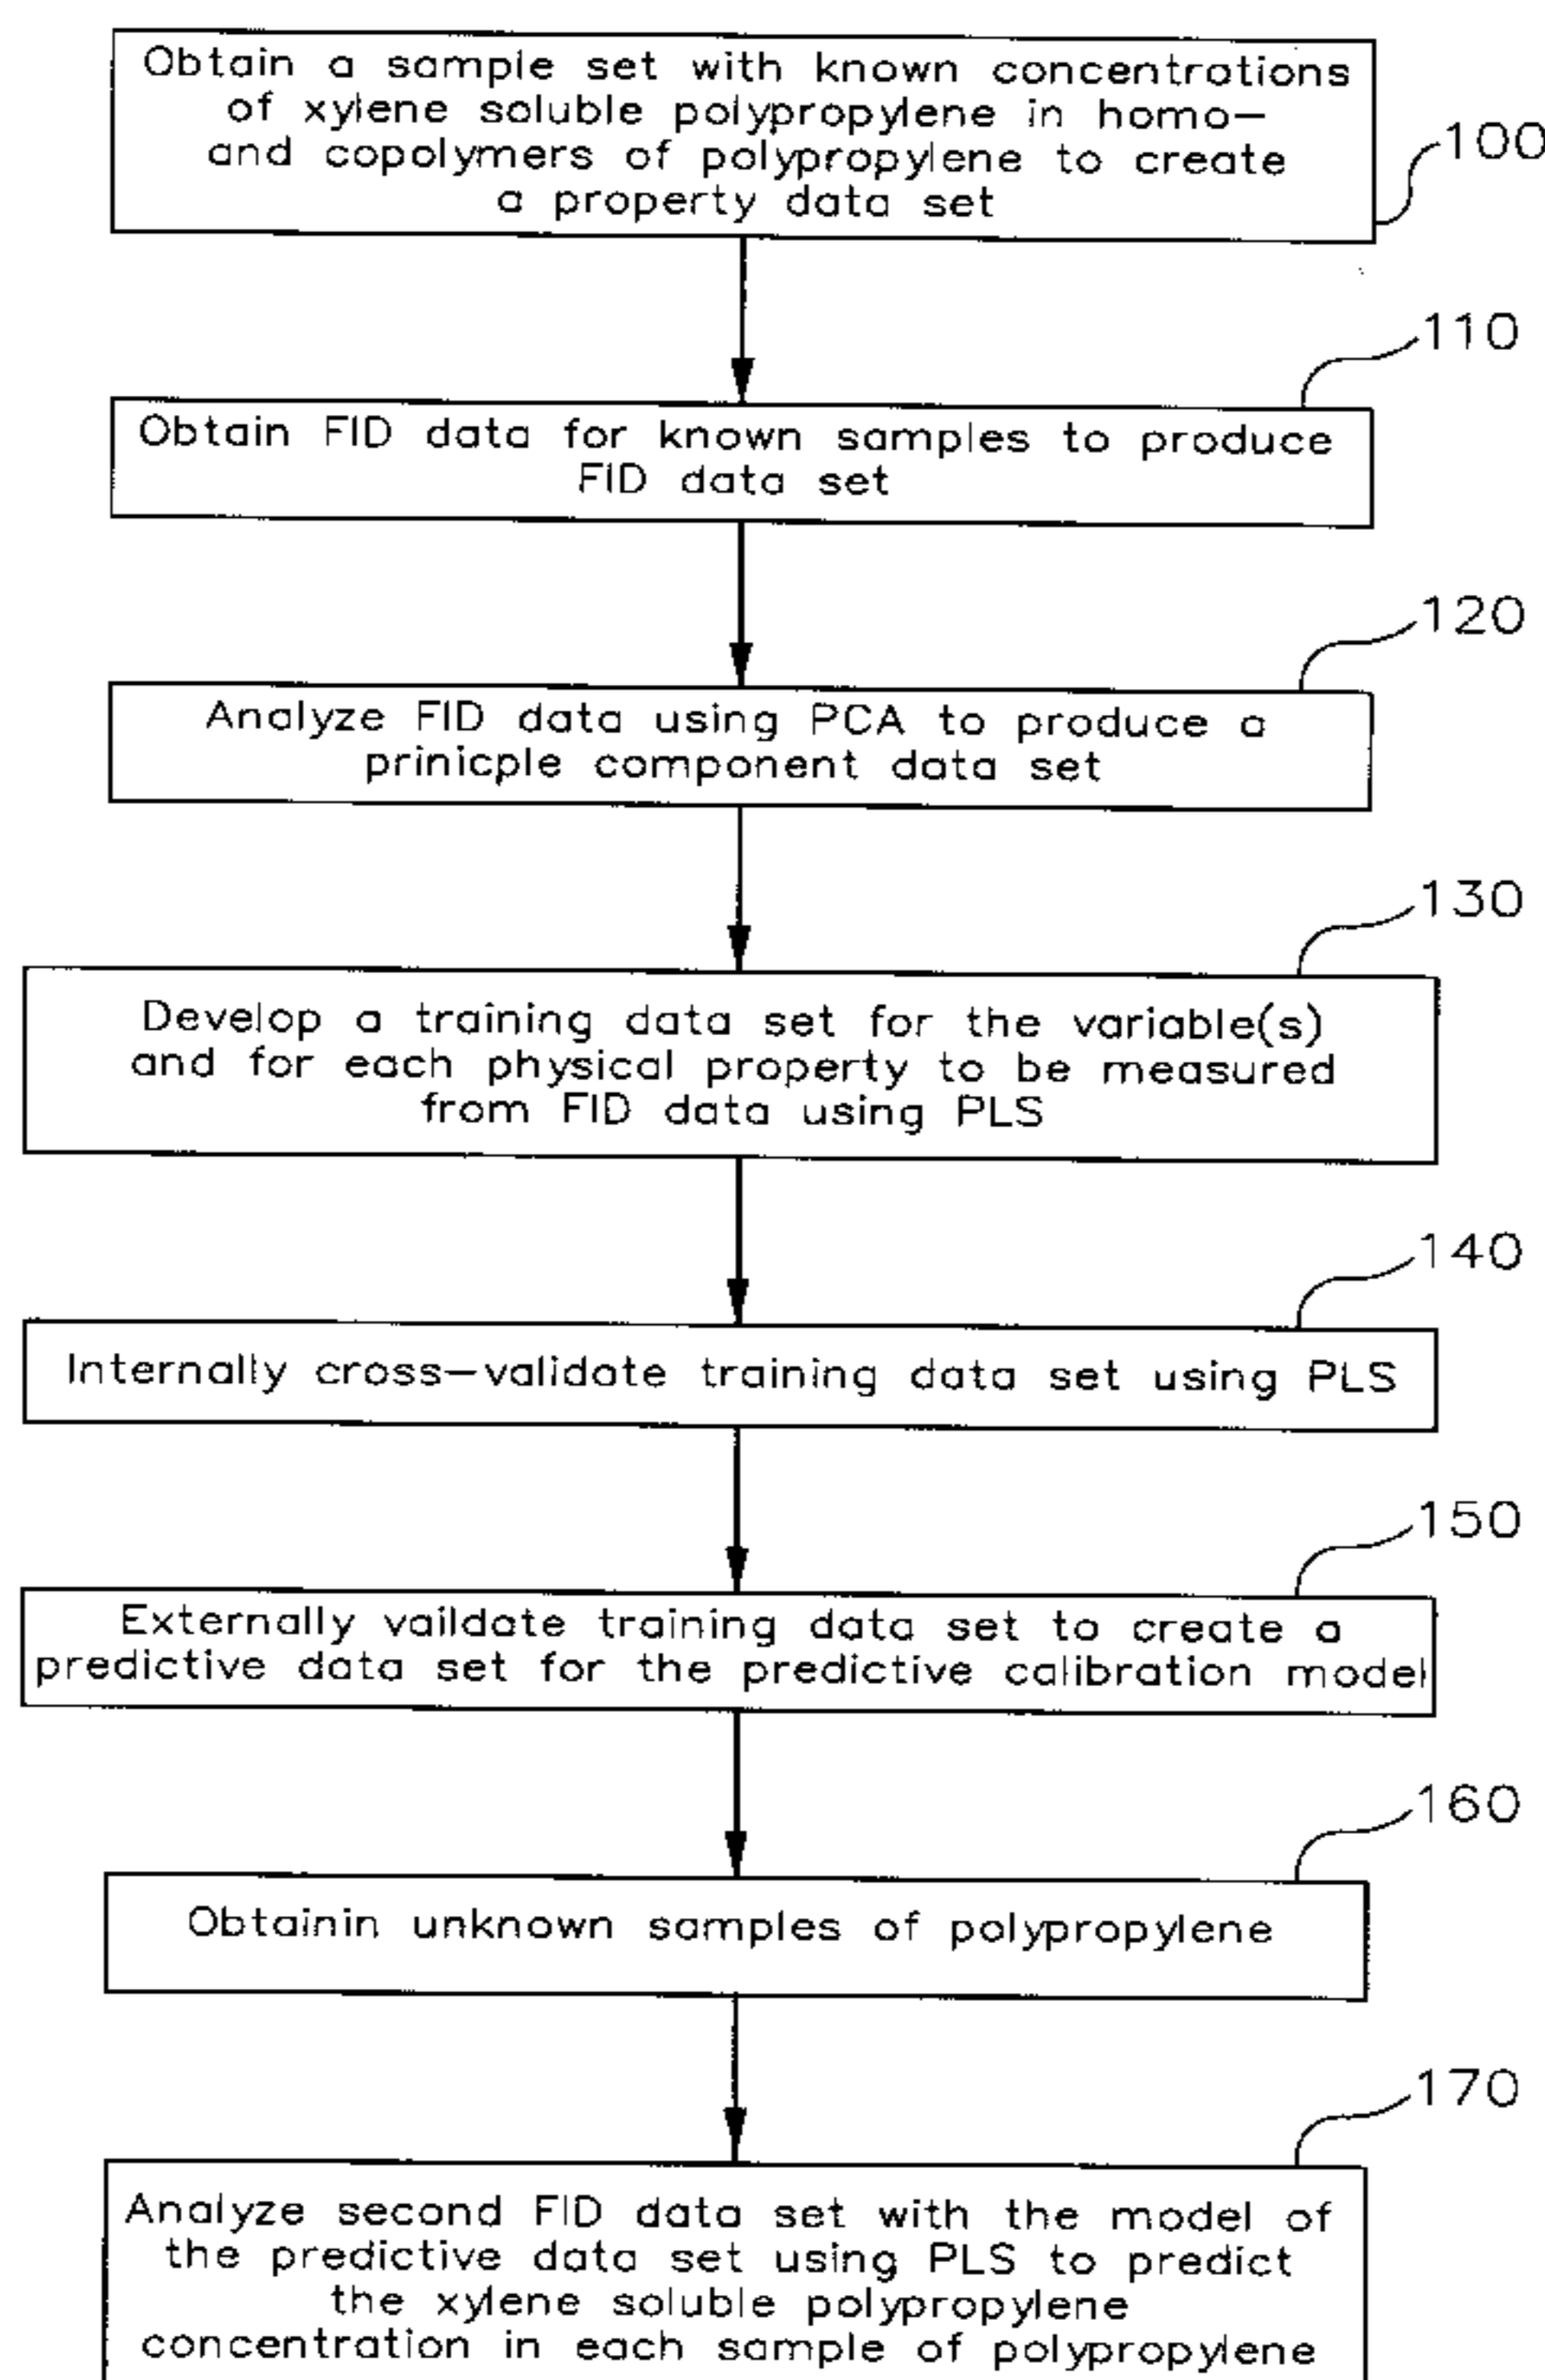 Obtain a sample set with known concentrations
of xylene soluble polypropylene in homo-
and copolymers of polypropylene to create
a property data set
100
110
Obtain FID data for known samples to produce
FID data set
120
Analyze FID data using PCA to produce a
prinicple component data set
130
Develop a training data set for the variable(s)
and for each physical property to be measured
from FID data using PLS
140
Internally cross-validate training data set using PLS
150
Externally vaildate training data set to create a
predictive data set for the predictive calibration model
160
Obtainin unknown samples of polypropylene
170
Analyze second FID data set with the model of
the predictive data set using PLS to predict
the xylene soluble polypropylene
concentration in each sample of polypropylene